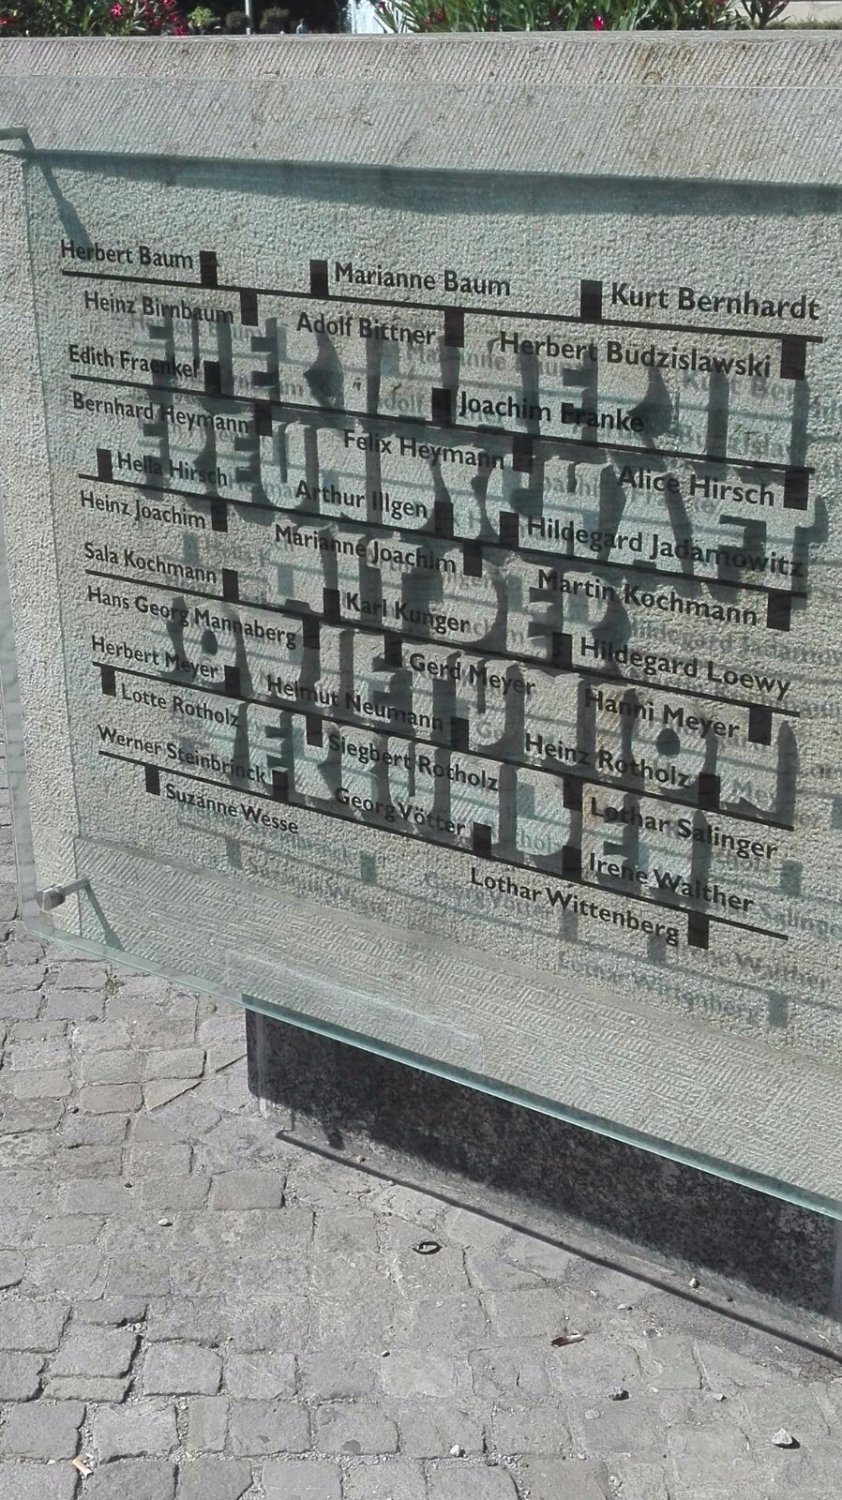 Herbert Baum Marianne Baum Kurt Bernhardt
Heinz Birnbaum Adolf Bittner Herbert Budzislawski
Edith Fraenkel Joachim Franke
Bernhard Heymann Felix Heymann Alice Hirsch
Hella Hirsch Arthur Illgen Hildegard Jadamowitz
Heinz Joachim Marianne Joachim Martin Kochmann
Sala Kochmann Karl Kunger Hildegard Loewy
Hans Georg Mannaberg Gerd Meyer Hanni Meyer
Herbert Meyer Helmut Neumann Heinz Rotholz
Lotte Rotholz Siegbert Rotholz Lothar Salinger
Werner Steinbrinck Georg Vötter Irene Walther
Suzanne Wesse Lothar Wittenberg